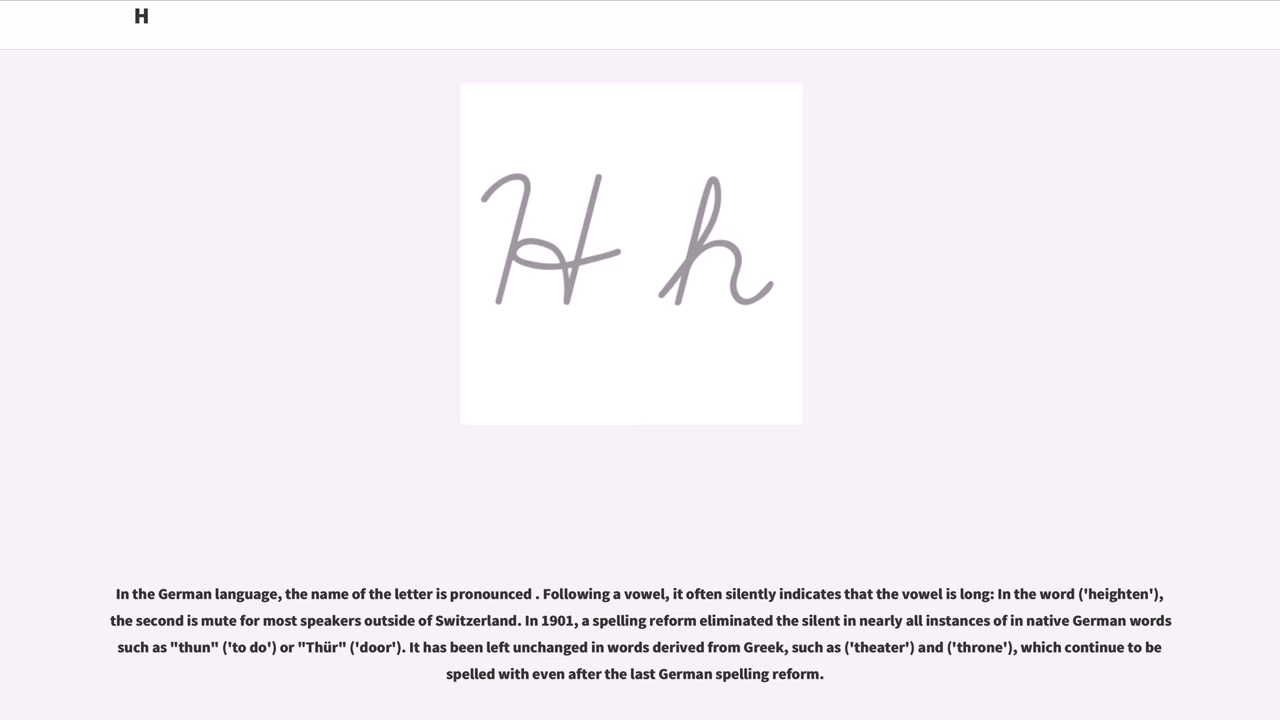 H
H h
In the German language, the name of the letter is pronounced . Following a vowel, it often silently indicates that the vowel is long: In the word ('heighten'),
the second is mute for most speakers outside of Switzerland. In 1901, a spelling reform eliminated the silent in nearly all instances of in native German words
such as "thun" ('to do') or "Thür" ('door'). It has been left unchanged in words derived from Greek, such as ('theater') and ('throne'), which continue to be
spelled with even after the last German spelling reform.